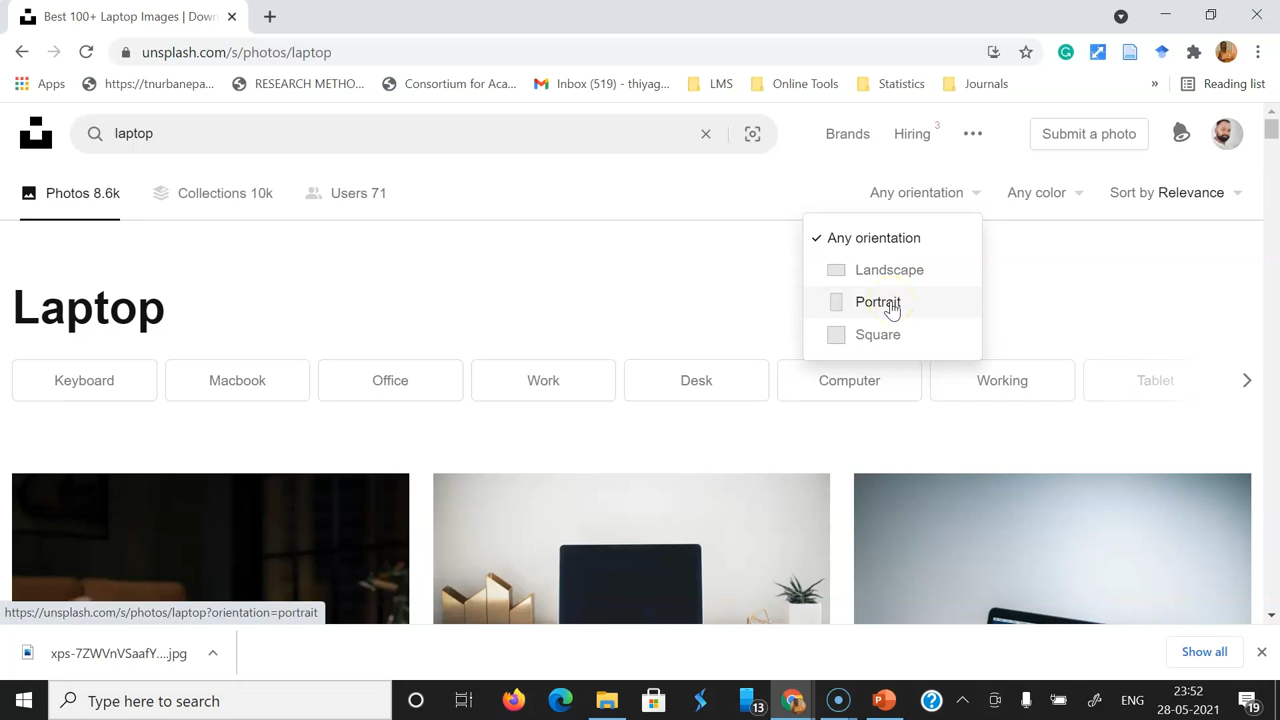 Best 100+ Laptop Images | Down
unsplash.com/s/photos/laptop
Apps https://tnurbanepa... RESEARCH METHO... Consortium for Aca... Inbox (519) - thiyag... LMS Online Tools Statistics Journals » Reading list
laptop Brands Hiring 3 Submit a photo
Photos 8.6k Collections 10k Users 71 Any orientation Any color Sort by Relevance
Any orientation
Landscape
Portrait
Square
Laptop
Keyboard Macbook Office Work Desk Computer Working Tablet
https://unsplash.com/s/photos/laptop?orientation=portrait
xps-7ZWVnVSaafY....jpg Show all
Type here to search 13 ENG 23:52 28-05-2021 19